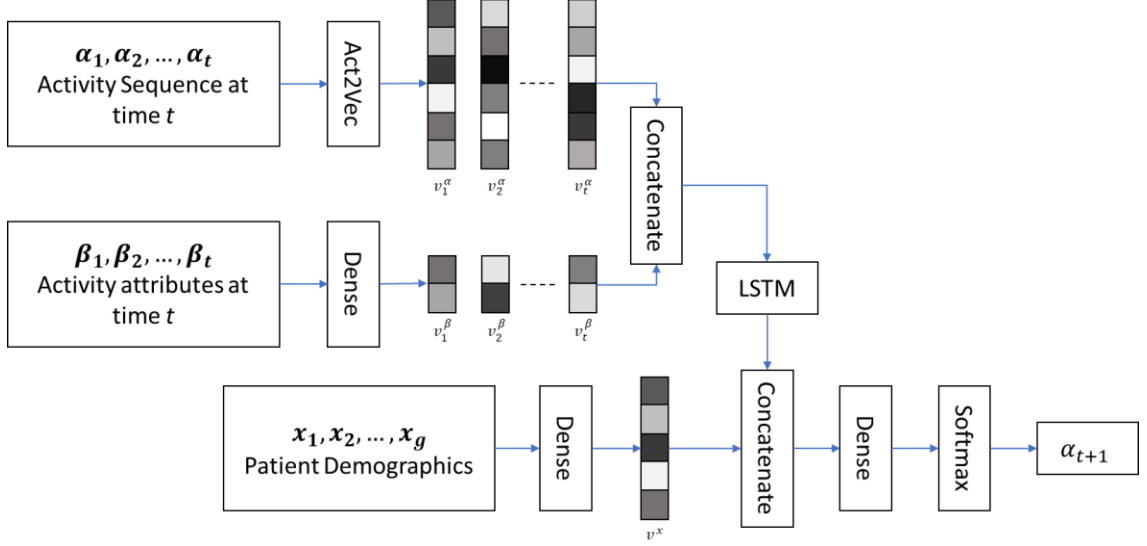 α₁, α₂, …, αₜ
Activity Sequence at
time t
Act2Vec
v₁^α
v₂^α
vₜ^α
Concatenate
β₁, β₂, …, βₜ
Activity attributes at
time t
Dense
v₁^β
v₂^β
vₜ^β
LSTM
x₁, x₂, …, x_g
Patient Demographics
Dense
v^x
Concatenate
Dense
Softmax
αₜ₊₁